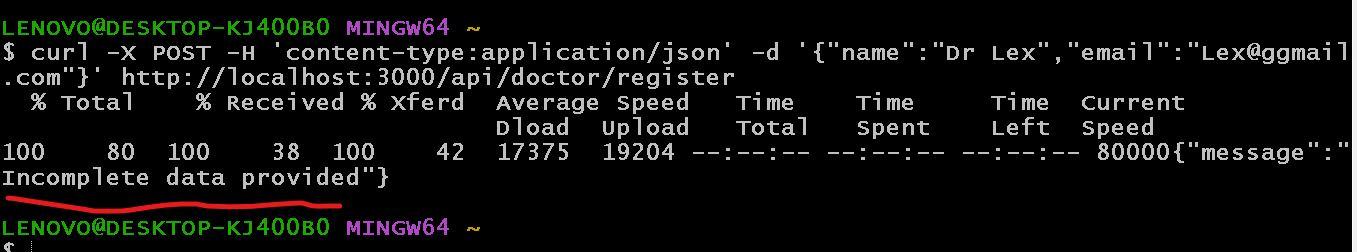 LENOVO@DESKTOP-KJ400B0 MINGW64 ~
$ curl -X POST -H 'content-type:application/json' -d '{"name":"Dr Lex","email":"Lex@ggmail
.com"}' http://localhost:3000/api/doctor/register
  % Total    % Received % Xferd  Average Speed   Time    Time     Time  Current
                                 Dload  Upload   Total   Spent    Left  Speed
100    80  100    38  100    42  17375  19204 --:--:-- --:--:-- --:--:-- 80000{"message":"
Incomplete data provided"}
LENOVO@DESKTOP-KJ400B0 MINGW64 ~
$